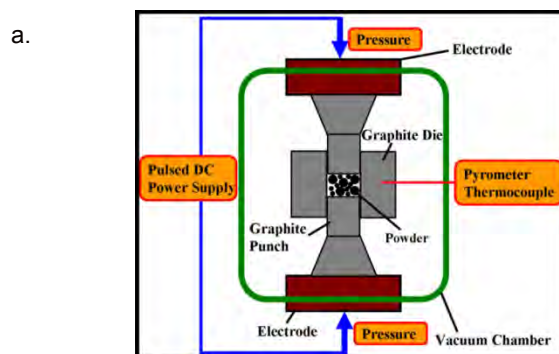 a.
Pressure
Electrode
Graphite Die
Pulsed DC
Power Supply
Pyrometer
Thermocouple
Graphite
Punch
Powder
Electrode
Pressure
Vacuum Chamber